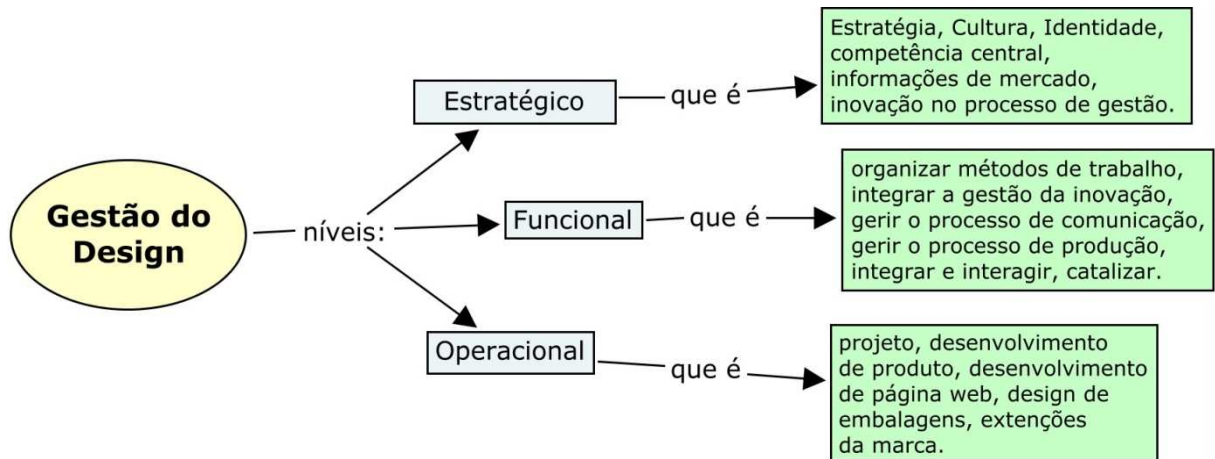 Gestão do
Design
níveis:
Estratégico
que é
Estratégia, Cultura, Identidade,
competência central,
informações de mercado,
inovação no processo de gestão.
Funcional
que é
organizar métodos de trabalho,
integrar a gestão da inovação,
gerir o processo de comunicação,
gerir o processo de produção,
integrar e interagir, catalizar.
Operacional
que é
projeto, desenvolvimento
de produto, desenvolvimento
de página web, design de
embalagens, extenções
da marca.